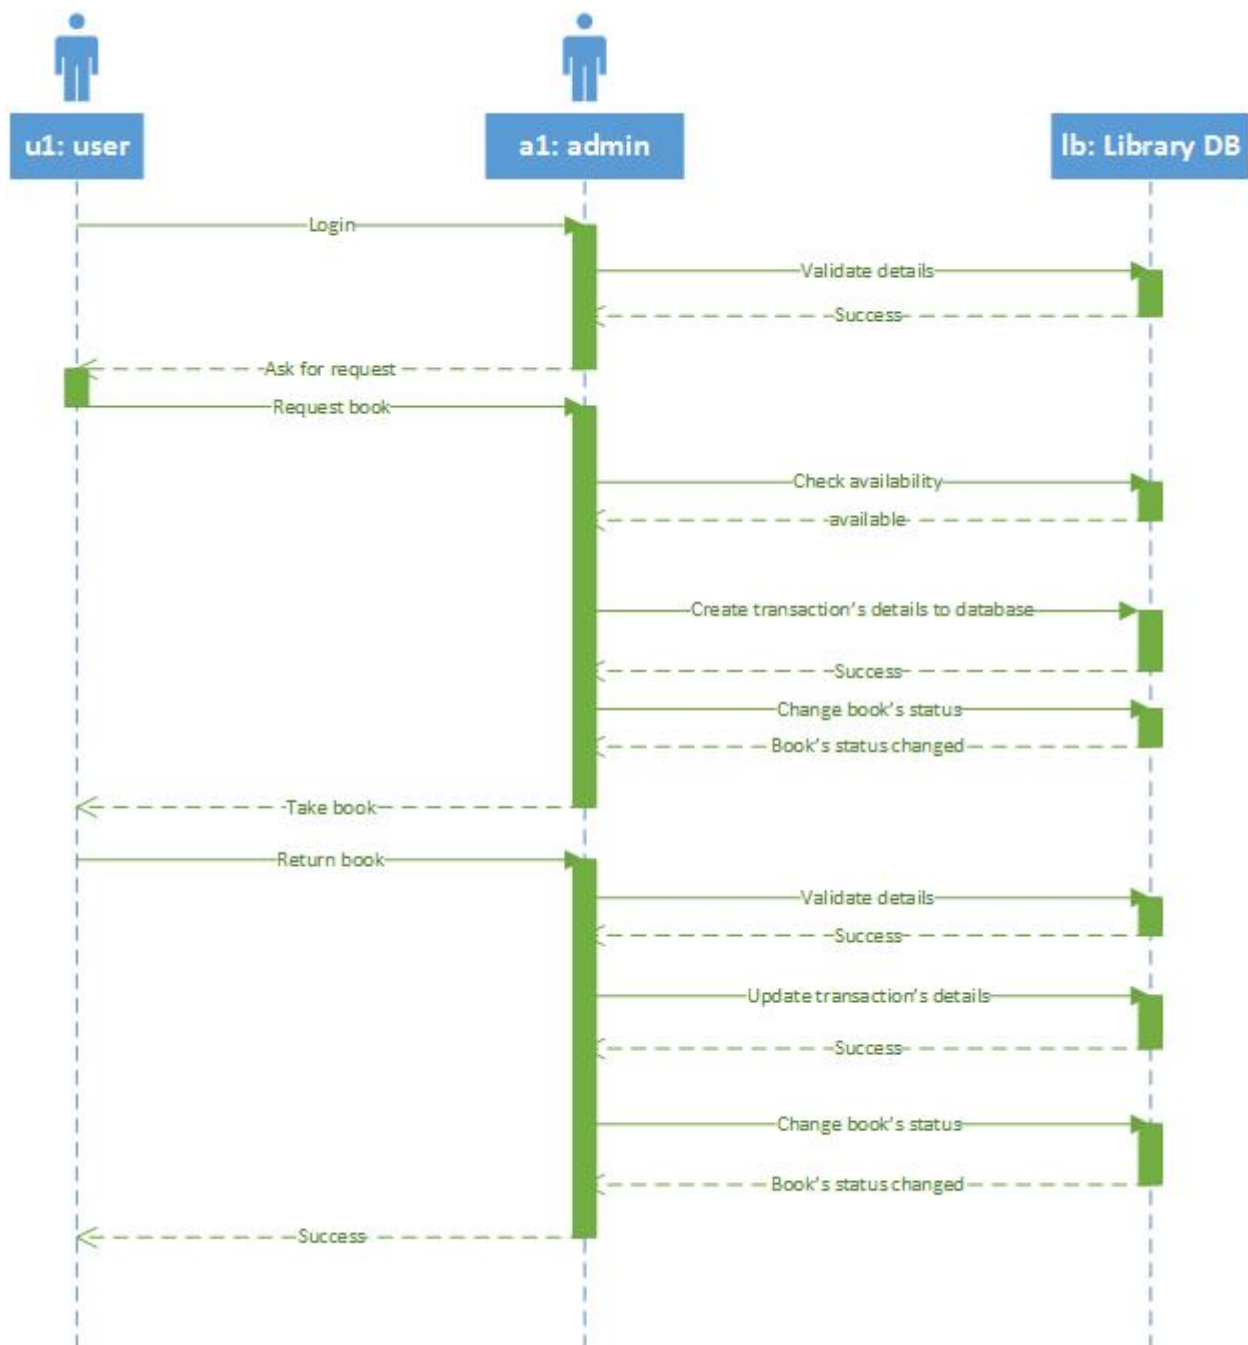 u1: user
a1: admin
lb: Library DB
Login
Validate details
Success
Ask for request
Request book
Check availability
available
Create transaction's details to database
Success
Change book's status
Book's status changed
Take book
Return book
Validate details
Success
Update transaction's details
Success
Change book's status
Book's status changed
Success